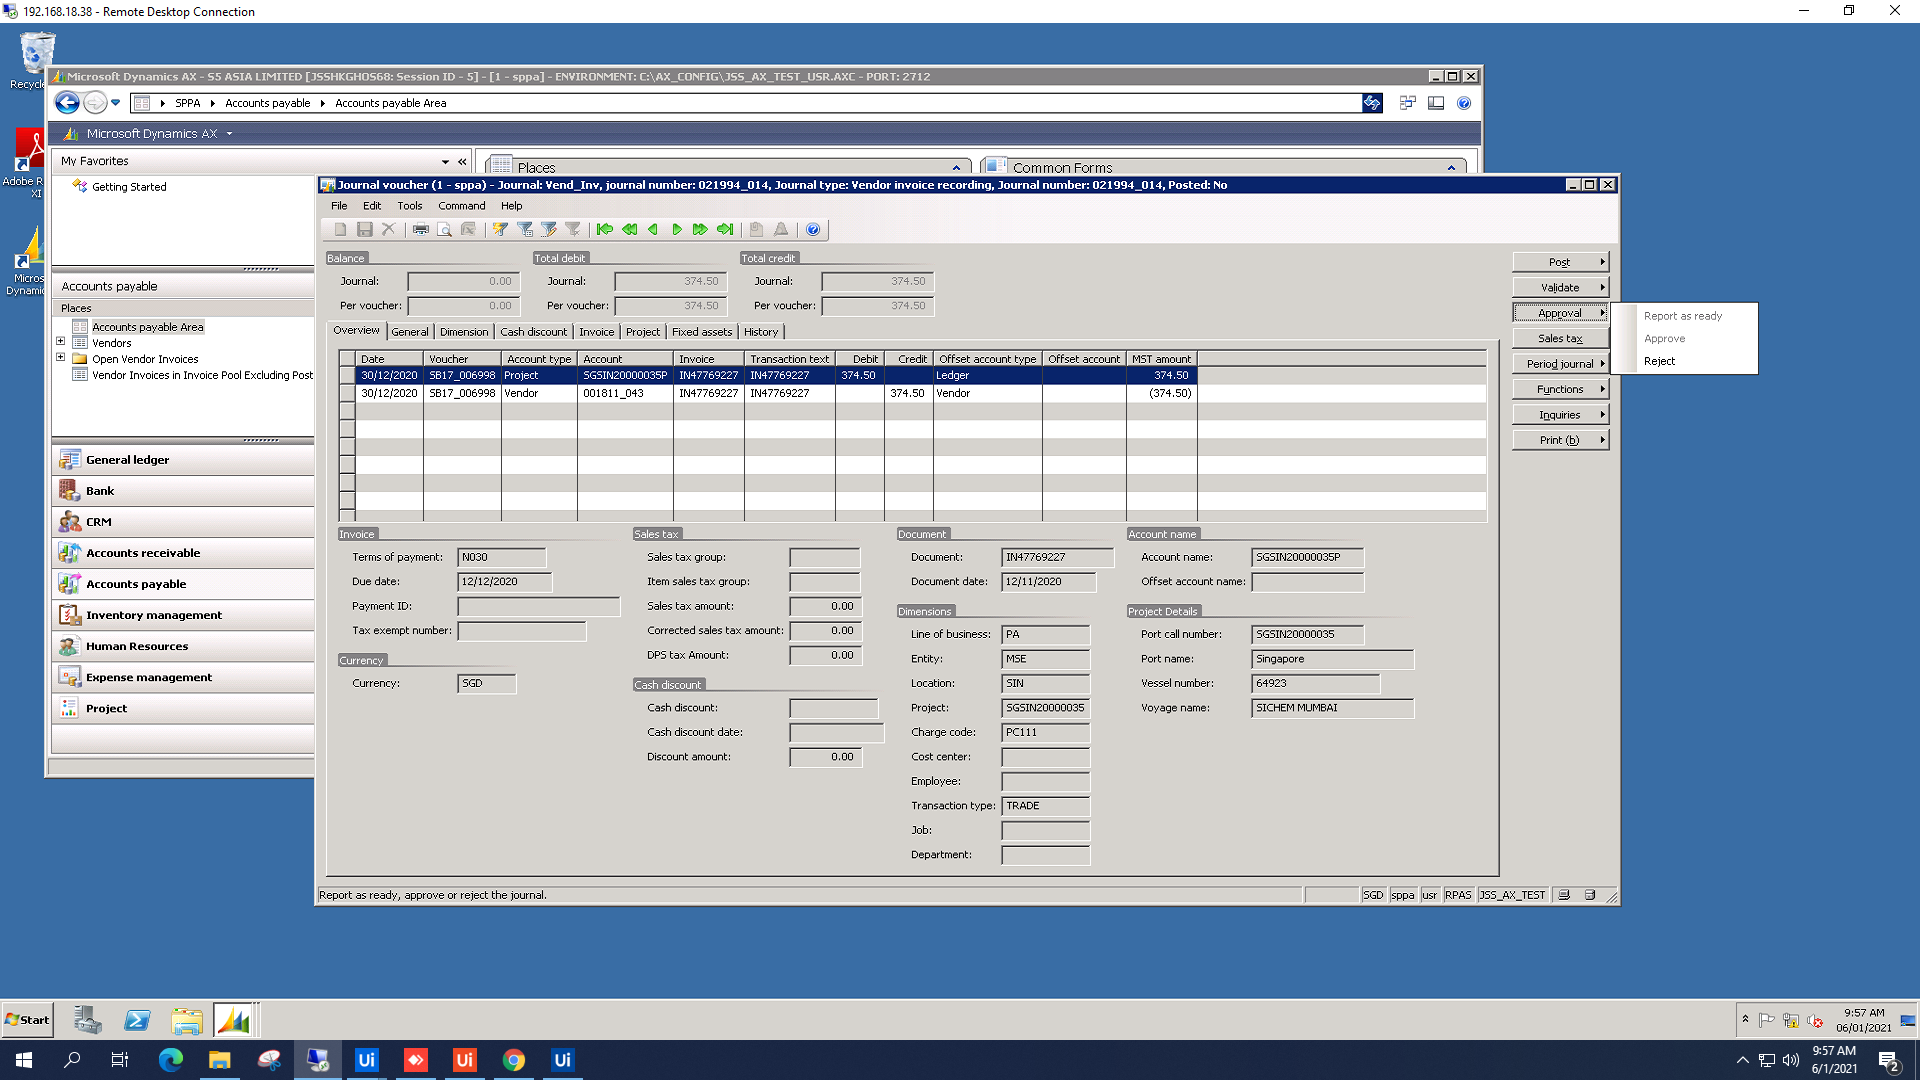 192.168.18.38 - Remote Desktop Connection
Microsoft Dynamics AX - S5 ASIA LIMITED [JSSHKGHOS68: Session ID - 5] - [1 - sppa] - ENVIRONMENT: C:\AX_CONFIG\JSS_AX_TEST_USR.AXC - PORT: 2712
SPPA Accounts payable Accounts payable Area
Microsoft Dynamics AX
My Favorites
Getting Started
Places
Common Forms
Journal voucher (1 - sppa) - Journal: Vend_Inv, journal number: 021994_014, Journal type: Vendor invoice recording, Journal number: 021994_014, Posted: No
File Edit Tools Command Help
Balance Total debit Total credit
Journal: 0.00 Journal: 374.50 Journal: 374.50
Per voucher: 0.00 Per voucher: 374.50 Per voucher: 374.50
Overview General Dimension Cash discount Invoice Project Fixed assets History
Date Voucher Account type Account Invoice Transaction text Debit Credit Offset account type Offset account MST amount
30/12/2020 SB17_006998 Project SGSIN20000035P IN47769227 IN47769227 374.50 Ledger 374.50
30/12/2020 SB17_006998 Vendor 001811_043 IN47769227 IN47769227 374.50 Vendor (374.50)
Post
Validate
Approval
Sales tax
Period journal
Functions
Inquiries
Print (b)
Report as ready
Approve
Reject
Accounts payable
Places
Accounts payable Area
Vendors
Open Vendor Invoices
Vendor Invoices in Invoice Pool Excluding Post
General ledger
Bank
CRM
Accounts receivable
Accounts payable
Inventory management
Human Resources
Expense management
Project
Invoice
Terms of payment: N030
Due date: 12/12/2020
Payment ID:
Tax exempt number:
Currency
Currency: SGD
Sales tax
Sales tax group:
Item sales tax group:
Sales tax amount: 0.00
Corrected sales tax amount: 0.00
DPS tax Amount: 0.00
Cash discount
Cash discount:
Cash discount date:
Discount amount: 0.00
Document
Document: IN47769227
Document date: 12/11/2020
Dimensions
Line of business: PA
Entity: MSE
Location: SIN
Project: SGSIN20000035
Charge code: PC111
Cost center:
Employee:
Transaction type: TRADE
Job:
Department:
Account name
Account name: SGSIN20000035P
Offset account name:
Project Details
Port call number: SGSIN20000035
Port name: Singapore
Vessel number: 64923
Voyage name: SICHEM MUMBAI
Report as ready, approve or reject the journal.
SGD sppa usr RPAS JSS_AX_TEST
Recycle
Adobe R
XI
Micros
Dynamic
Start
9:57 AM
06/01/2021
Ui
Ui
Ui
9:57 AM
6/1/2021
2